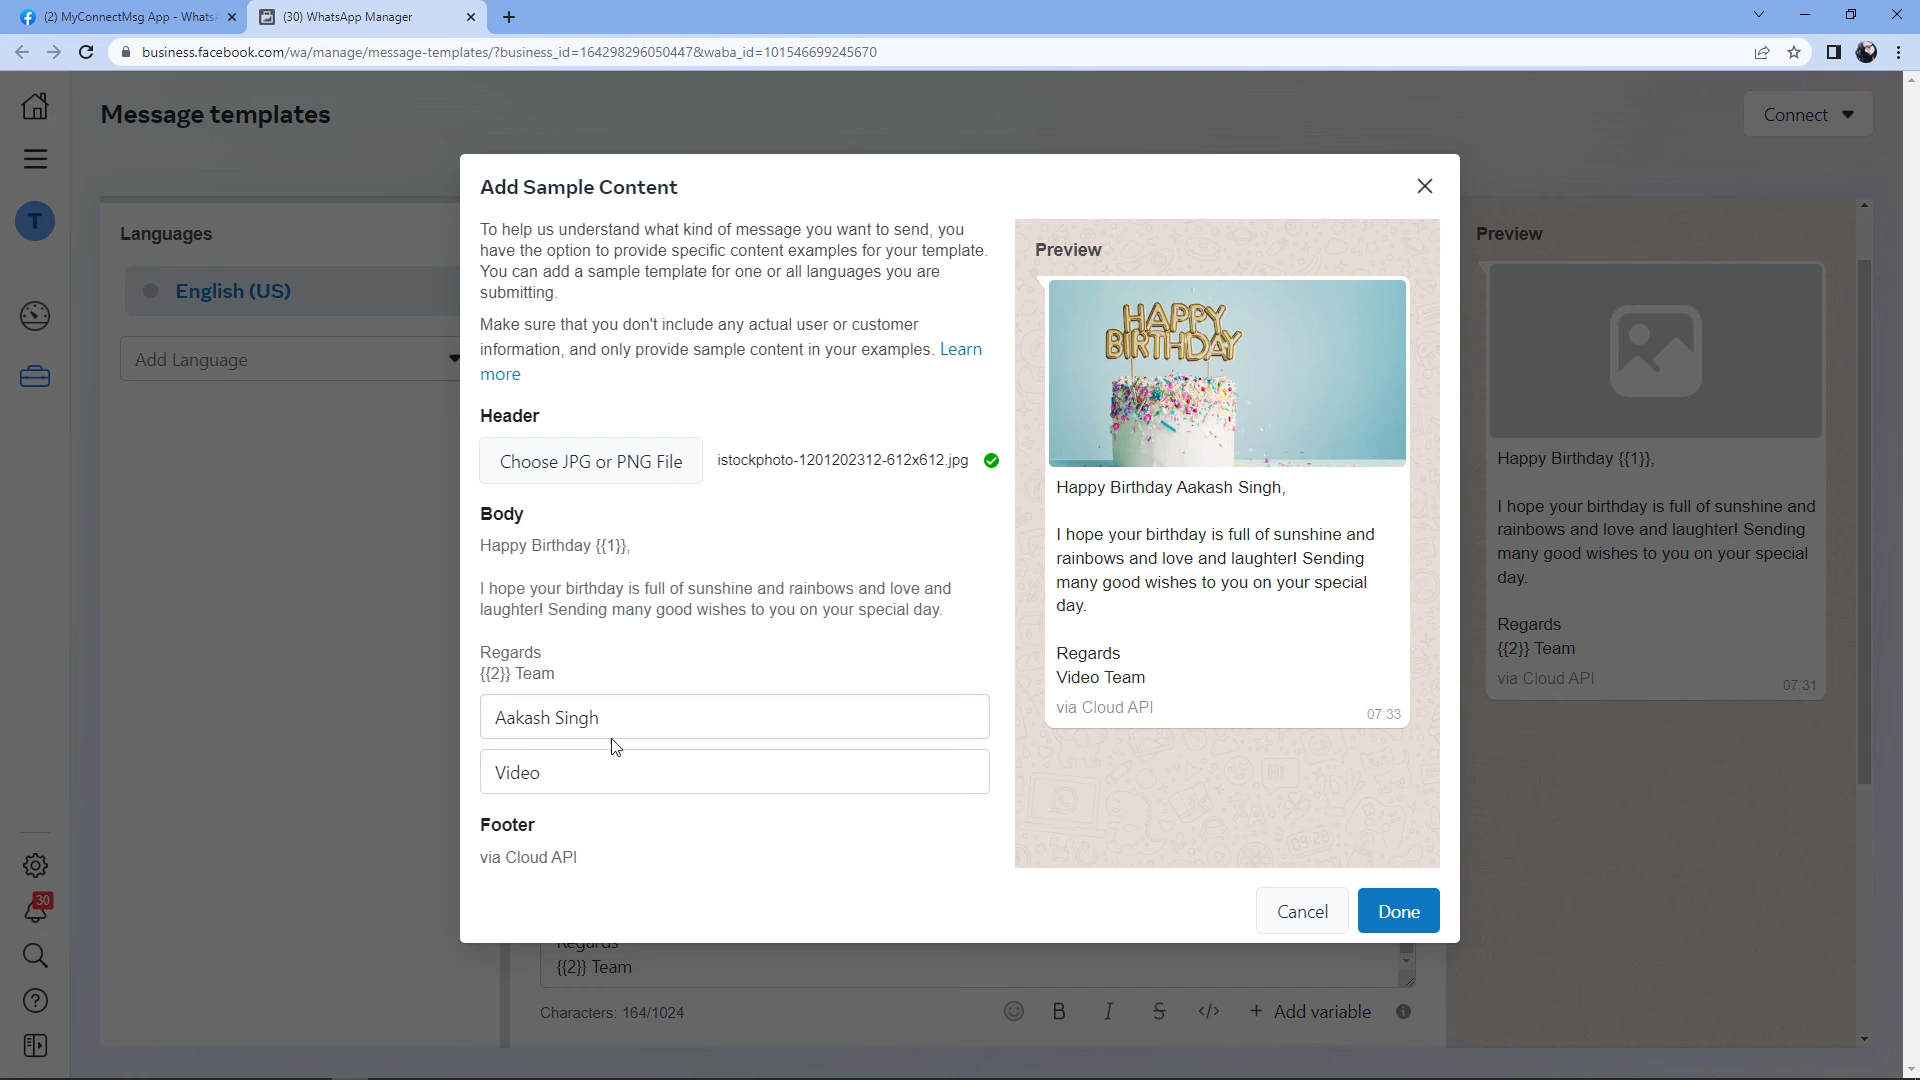 (2) MyConnectMsg App - Whats
(30) WhatsApp Manager
business.facebook.com/wa/manage/message-templates/?business_id=164298296050447&waba_id=101546699245670
Message templates
Connect
T
Languages
English (US)
Add Language
30
Add Sample Content
To help us understand what kind of message you want to send, you
have the option to provide specific content examples for your template.
You can add a sample template for one or all languages you are
submitting.
Make sure that you don't include any actual user or customer
information, and only provide sample content in your examples. Learn
more
Header
Choose JPG or PNG File
istockphoto-1201202312-612x612.jpg
Body
Happy Birthday {{1}},
I hope your birthday is full of sunshine and rainbows and love and
laughter! Sending many good wishes to you on your special day.
Regards
{{2}} Team
Aakash Singh
Video
Footer
via Cloud API
Preview
HAPPY
BIRTHDAY
Happy Birthday Aakash Singh,
I hope your birthday is full of sunshine and
rainbows and love and laughter! Sending
many good wishes to you on your special
day.
Regards
Video Team
via Cloud API
07:33
Cancel
Done
Regards
{{2}} Team
Characters: 164/1024
B
I
S
</>
+ Add variable
Preview
Happy Birthday {{1}},
I hope your birthday is full of sunshine and
rainbows and love and laughter! Sending
many good wishes to you on your special
day.
Regards
{{2}} Team
via Cloud API
07:31